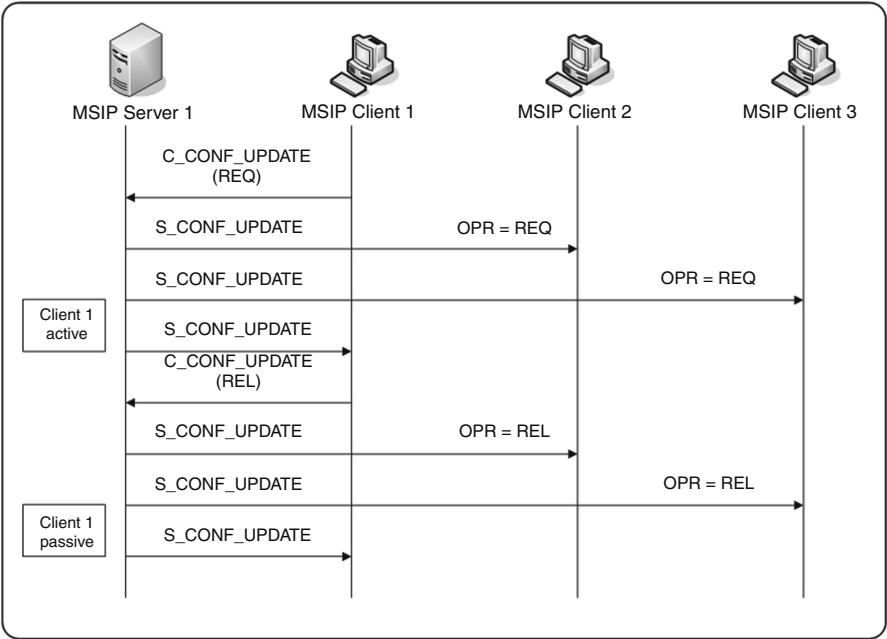 MSIP Server 1
MSIP Client 1
MSIP Client 2
MSIP Client 3
C_CONF_UPDATE
(REQ)
S_CONF_UPDATE
OPR = REQ
S_CONF_UPDATE
OPR = REQ
Client 1
active
S_CONF_UPDATE
C_CONF_UPDATE
(REL)
S_CONF_UPDATE
OPR = REL
S_CONF_UPDATE
OPR = REL
Client 1
passive
S_CONF_UPDATE